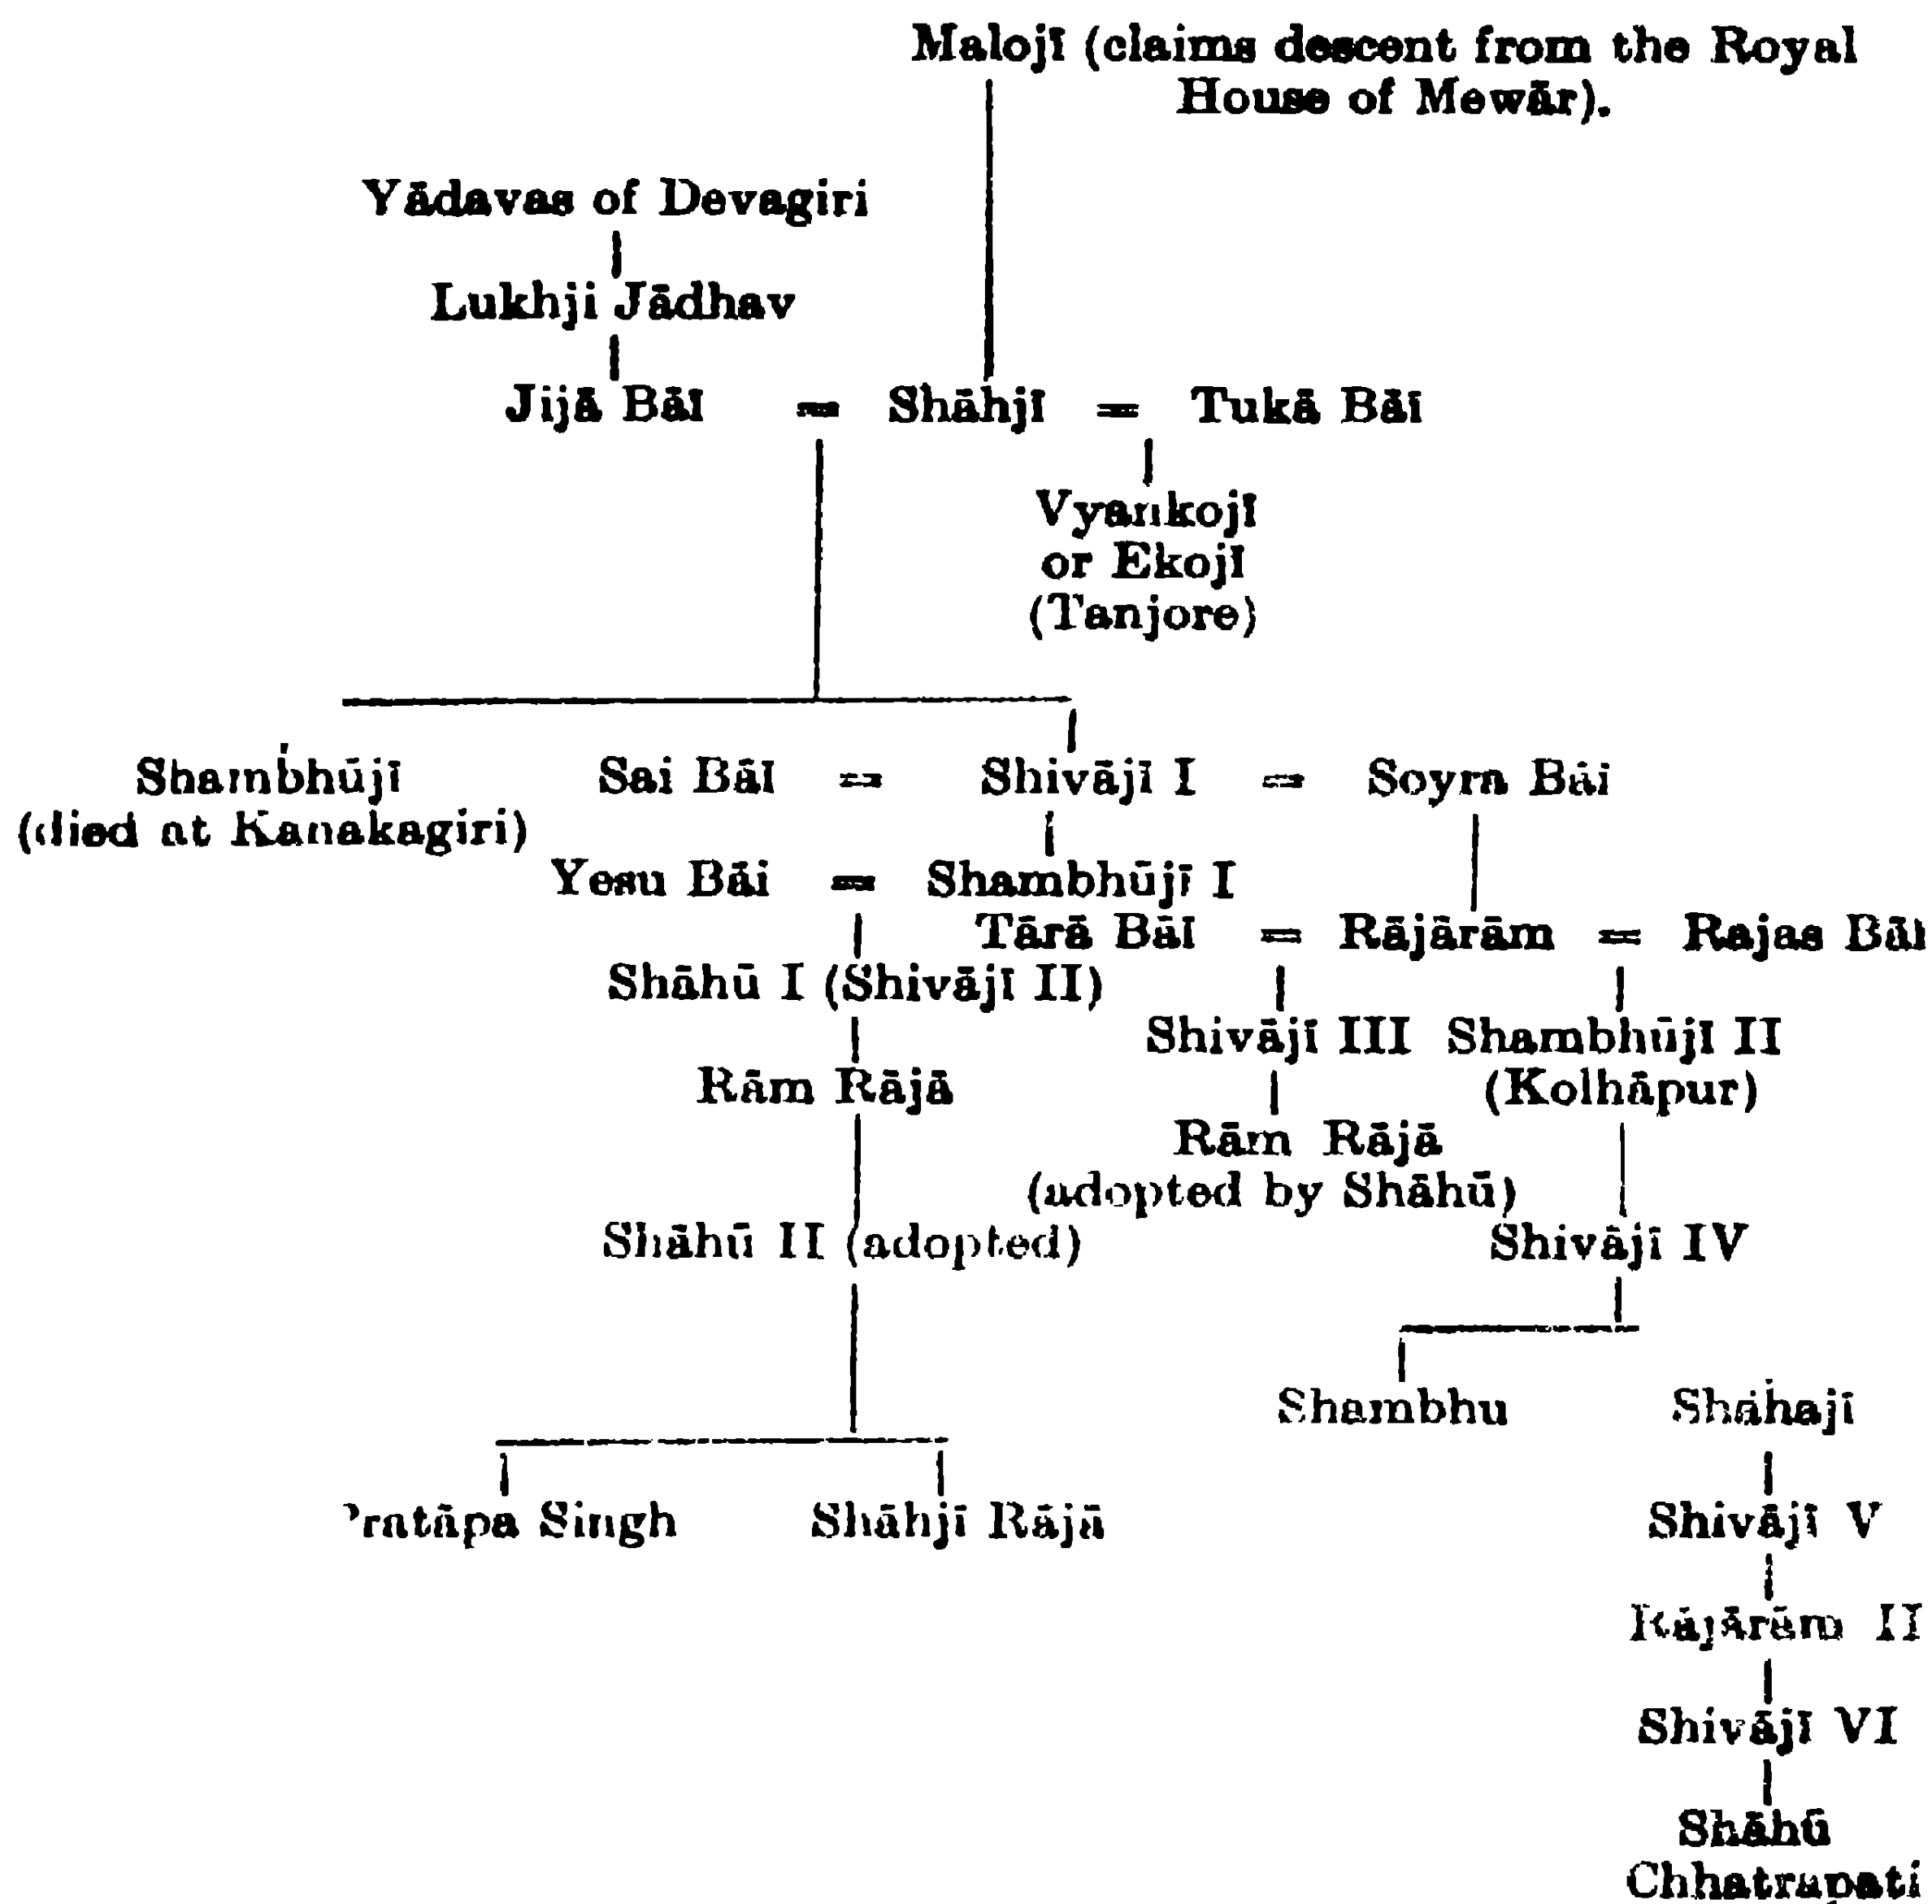 Malojī (claims descent from the Royal
House of Mewār).
Yādavas of Devagiri
Lukhji Jādhav
Jijā Bāī = Shāhjī = Tukā Bāī
Vyankojī
or Ekojī
(Tanjore)
Shambhūjī Sai Bāī = Shivājī I = Soyra Bāi
(died at Kanakagiri)
Yesu Bāi = Shambhūjī I
Tārā Bāī = Rājārām = Rajas Bāī
Shāhū I (Shivājī II)
Shivājī III Shambhūjī II
Rām Rājā (Kolhāpur)
Rām Rājā
(adopted by Shāhū)
Shāhū II (adopted) Shivājī IV
Shambhu Shāhajī
’ratāpa Singh Shāhjī Rājā Shivājī V
Rājārām II
Shivājī VI
Shāhū
Chhatrapati